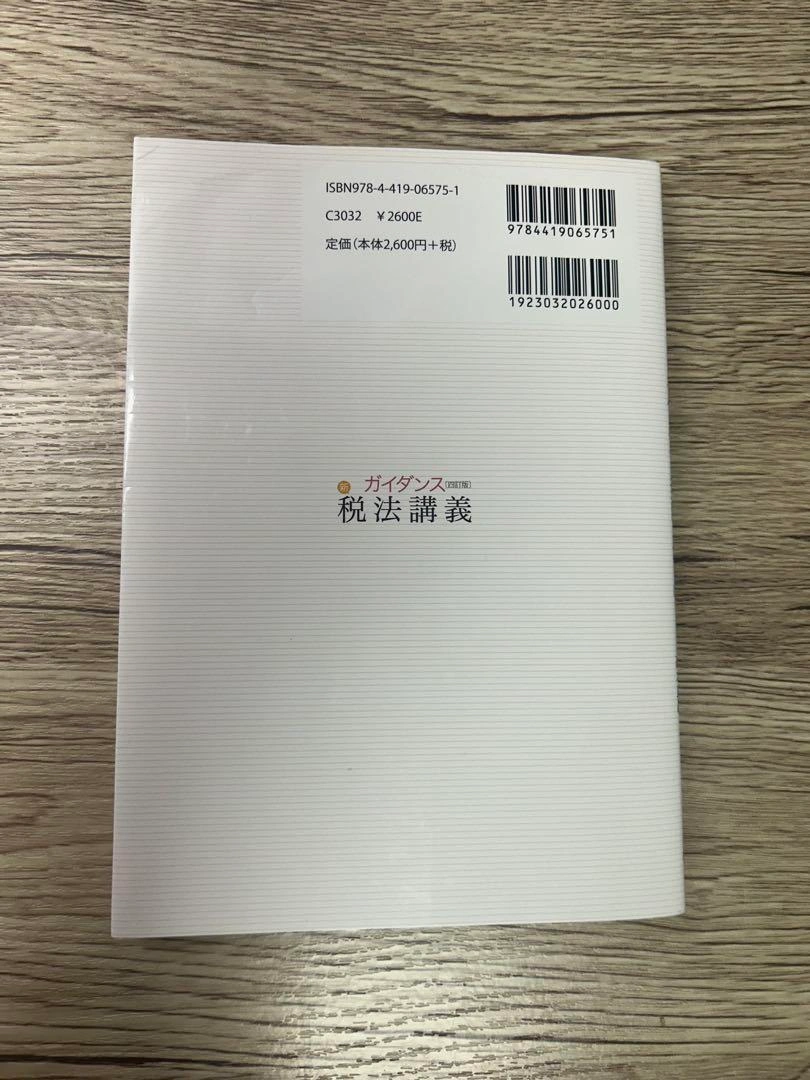 ISBN978-4-419-06575-1
C3032 ¥2600E
定価(本体2,600円+税)
9784419065751
1923032026000
新 ガイダンス[四訂版]
税法講義